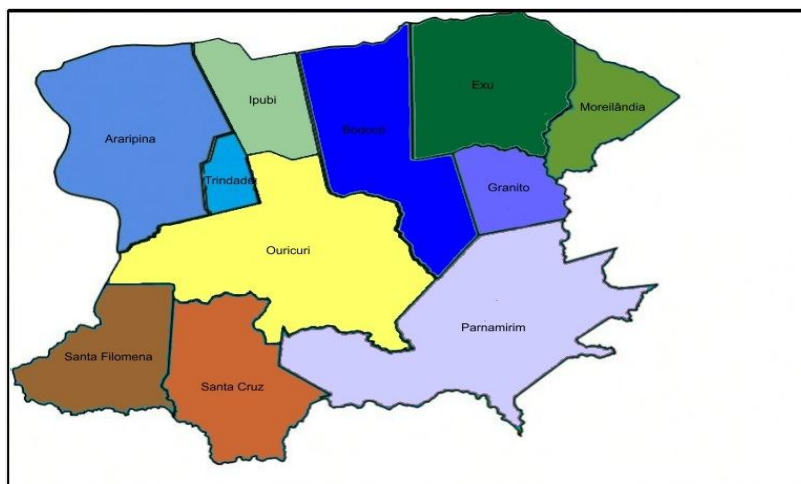 Ipubi
Exu
Moreilândia
Araripina
Bodocó
Trindade
Granito
Ouricuri
Parnamirim
Santa Filomena
Santa Cruz